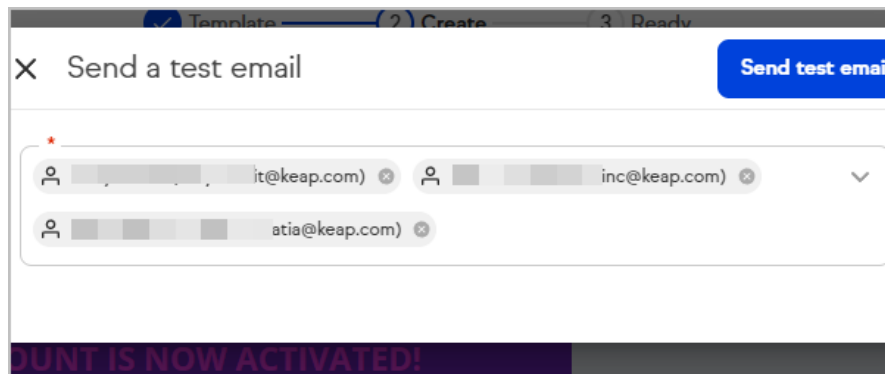 Template 2 Create 3 Ready
Send a test email
Send test emai
*
it@keap.com) inc@keap.com)
atia@keap.com)
OUNT IS NOW ACTIVATED!